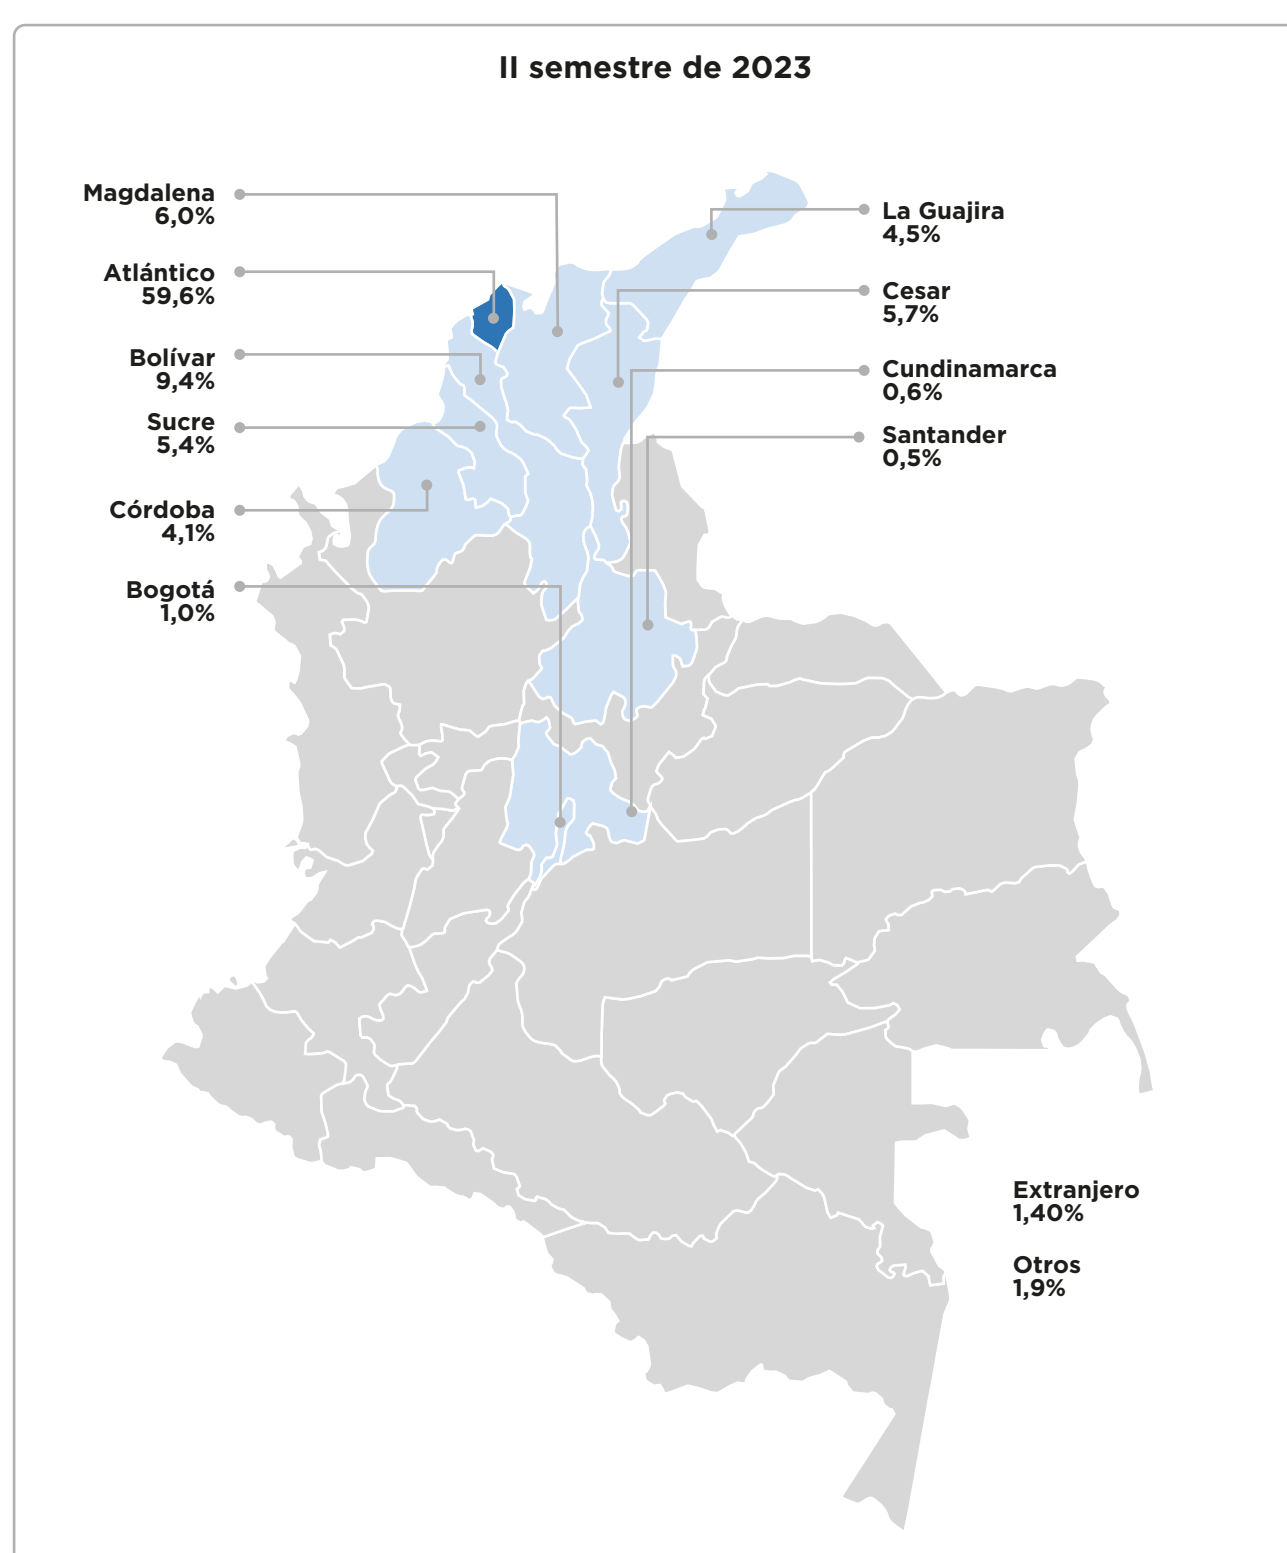 II semestre de 2023
Magdalena
6,0%
Atlántico
59,6%
Bolívar
9,4%
Sucre
5,4%
Córdoba
4,1%
Bogotá
1,0%
La Guajira
4,5%
Cesar
5,7%
Cundinamarca
0,6%
Santander
0,5%
Extranjero
1,40%
Otros
1,9%